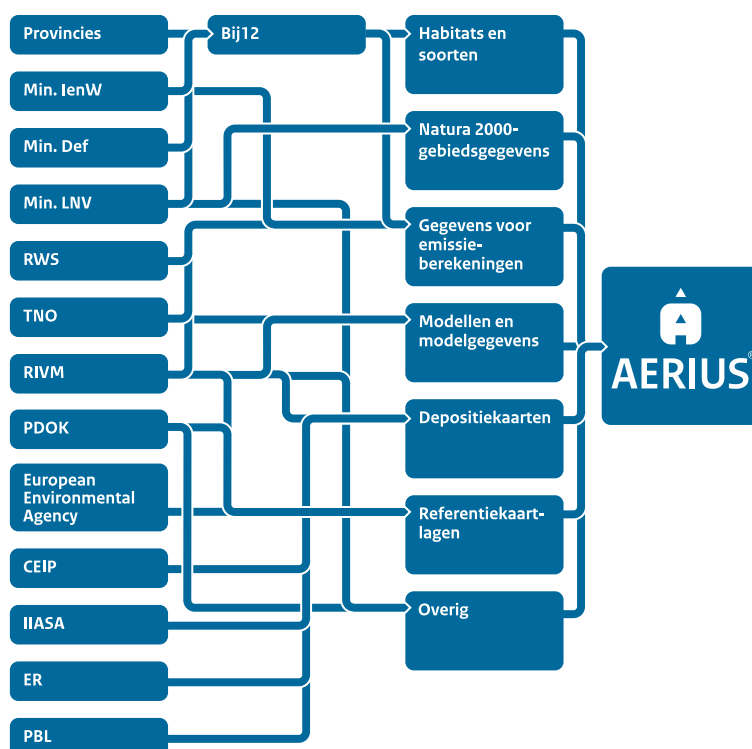 Provincies
Min. IenW
Min. Def
Min. LNV
RWS
TNO
RIVM
PDOK
European
Environmental
Agency
CEIP
IIASA
ER
PBL
Bij12
Habitats en
soorten
Natura 2000-
gebiedsgegevens
Gegevens voor
emissie-
berekeningen
Modellen en
modelgegevens
Depositiekaarten
Referentiekaart-
lagen
Overig
AERIUS®